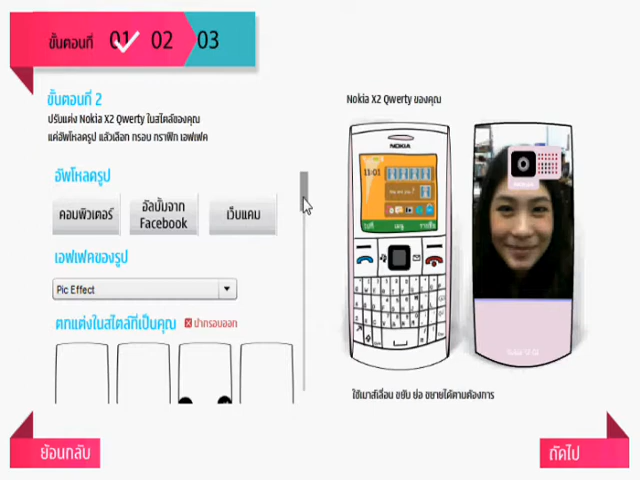 ขั้นตอนที่ 01 02 03
ขั้นตอนที่ 2
ปรับแต่ง Nokia X2 Qwerty ในสไตล์ของคุณ
แค่อัพโหลดรูป แล้วเลือก กรอบ กราฟิก เอฟเฟค
อัพโหลดรูป
คอมพิวเตอร์
อัลบั้มจาก
Facebook
เว็บแคม
เอฟเฟคของรูป
Pic Effect
ตกแต่งในสไตล์ที่เป็นคุณ
นำกรอบออก
Nokia X2 Qwerty ของคุณ
NOKIA
11:01
How are you?
เมนู
ใช้เมาส์เลื่อน ขยับ ย่อ ขยายได้ตามต้องการ
ย้อนกลับ
ถัดไป